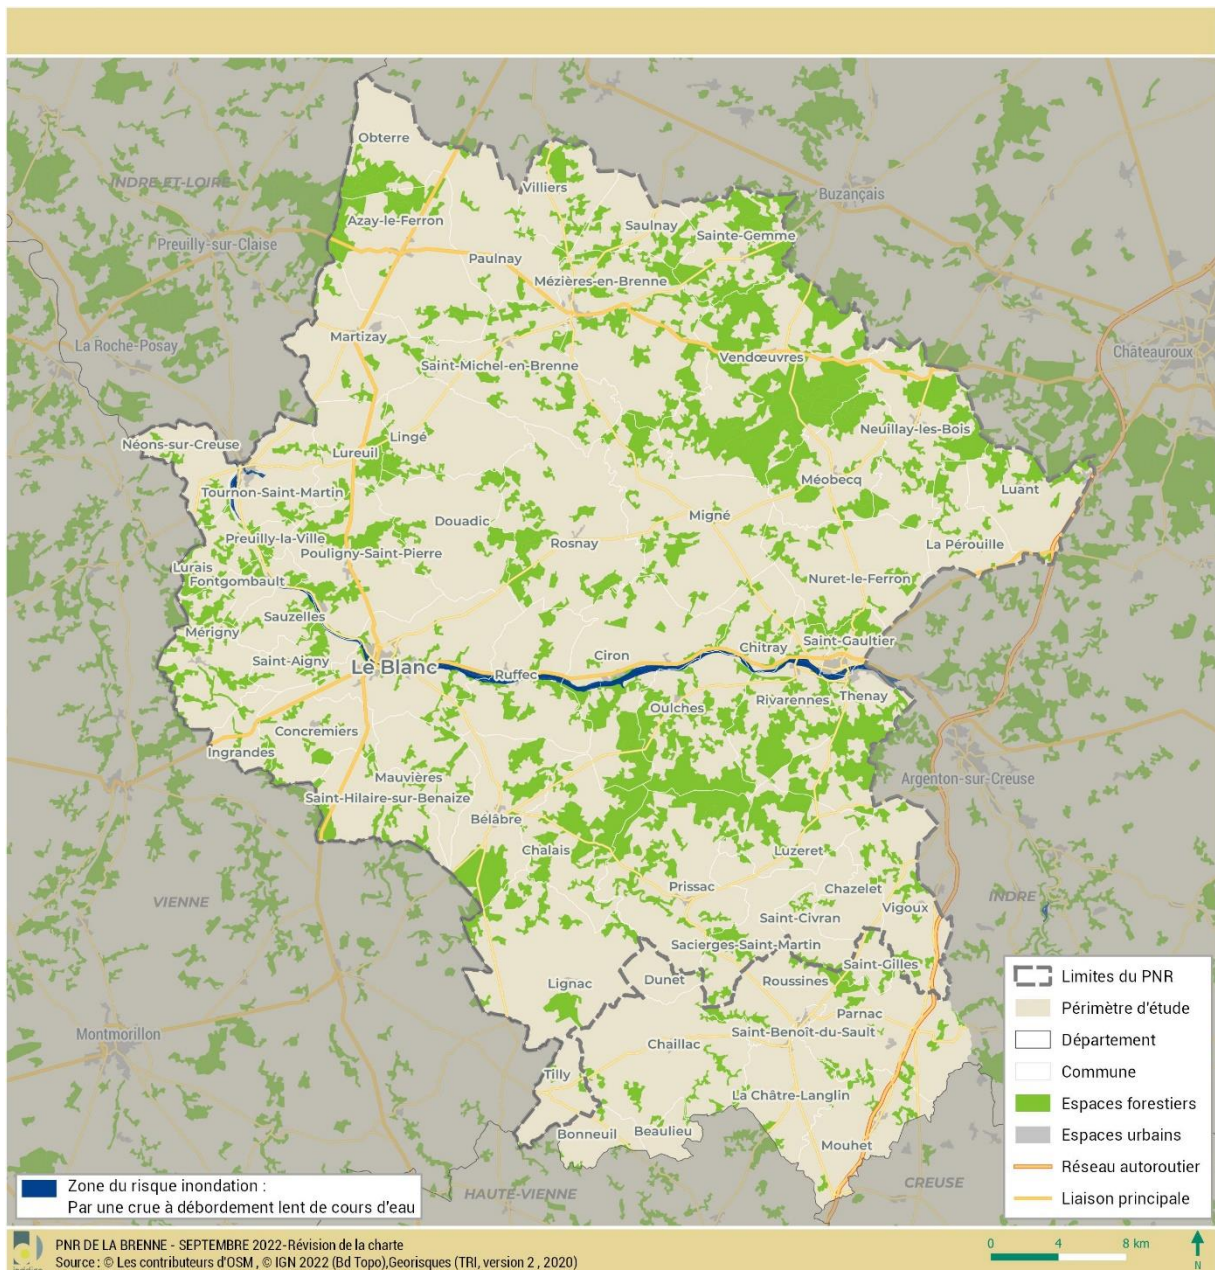 Obterre
INDRE-ET-LOIRE
Villiers
Buzançais
Azay-le-Ferron
Saulnay
Sainte-Gemme
Preuilly-sur-Claise
Paulnay
Mézières-en-Brenne
La Roche-Posay
Martizay
Châteauroux
Vendœuvres
Saint-Michel-en-Brenne
Neuillay-les-Bois
Néons-sur-Creuse
Lingé
Lureuil
Méobecq
Luant
Tournon-Saint-Martin
Douadic
Migné
Preuilly-la-Ville
Rosnay
La Pérouille
Pouligny-Saint-Pierre
Lurais
Fontgombault
Nuret-le-Ferron
Sauzelles
Mérigny
Saint-Gaultier
Chitray
Ciron
Saint-Aigny
Le Blanc
Ruffec
Thenay
Rivarennes
Oulches
Concremiers
Ingrandes
Mauvières
Argenton-sur-Creuse
Saint-Hilaire-sur-Benaize
Bélâbre
Chalais
Luzeret
Prissac
Chazelet
INDRE
VIENNE
Vigoux
Saint-Civran
Sacierges-Saint-Martin
Saint-Gilles
Lignac
Dunet
Roussines
Parnac
Montmorillon
Saint-Benoît-du-Sault
Chaillac
Tilly
La Châtre-Langlin
Bonneuil
Beaulieu
Mouhet
HAUTE-VIENNE
CREUSE
Limites du PNR
Périmètre d'étude
Département
Commune
Espaces forestiers
Espaces urbains
Réseau autoroutier
Liaison principale
Zone du risque inondation :
Par une crue à débordement lent de cours d'eau
PNR DE LA BRENNE - SEPTEMBRE 2022-Révision de la charte
Source : © Les contributeurs d'OSM , © IGN 2022 (Bd Topo),Georisques (TRI, version 2 , 2020)
0 4 8 km
N